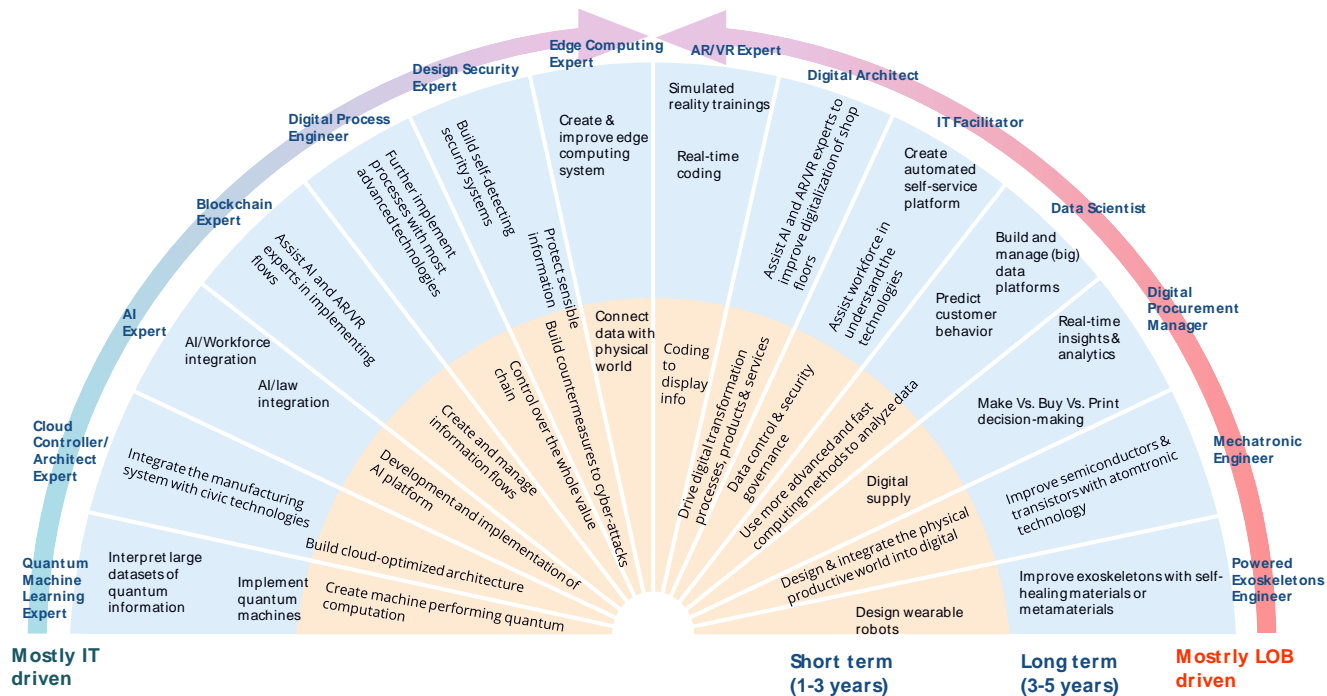 Quantum
Machine
Learning
Expert
Interpret large
datasets of
quantum
information
Implement
quantum
machines
Create machine performing quantum
computation
Cloud
Controller/
Architect
Expert
Integrate the manufacturing
system with civic technologies
Build cloud-optimized architecture
AI
Expert
AI/Workforce
integration
AI/law
integration
Development and implementation of
AI platform
Blockchain
Expert
Assist AI and AR/VR
experts in implementing
flows
Create and manage
information flows
Digital Process
Engineer
Further implement
processes with most
advanced technologies
Control over the whole value
chain
Design Security
Expert
Build self-detecting
security systems
Protect sensible
information
Build countermeasures to cyber-attacks
Edge Computing
Expert
Create &
improve edge
computing
system
Connect
data with
physical
world
AR/VR Expert
Simulated
reality trainings
Real-time
coding
Coding
to
display
info
Digital Architect
Assist AI and AR/VR experts to
improve digitalization of shop
floors
Drive digital transformation
processes, products & services
IT Facilitator
Create
automated
self-service
platform
Assist workforce in
understand the
technologies
Data control & security
governance
Data Scientist
Build and
manage (big)
data
platforms
Predict
customer
behavior
Use more advanced and fast
computing methods to analyze data
Digital
Procurement
Manager
Real-time
insights &
analytics
Make Vs. Buy Vs. Print
decision-making
Digital
supply
Mechatronic
Engineer
Improve semiconductors &
transistors with atomtronic
technology
Design & integrate the physical
productive world into digital
Powered
Exoskeletons
Engineer
Improve exoskeletons with self-
healing materials or
metamaterials
Design wearable
robots
Mostly IT
driven
Short term
(1-3 years)
Long term
(3-5 years)
Mostrly LOB
driven